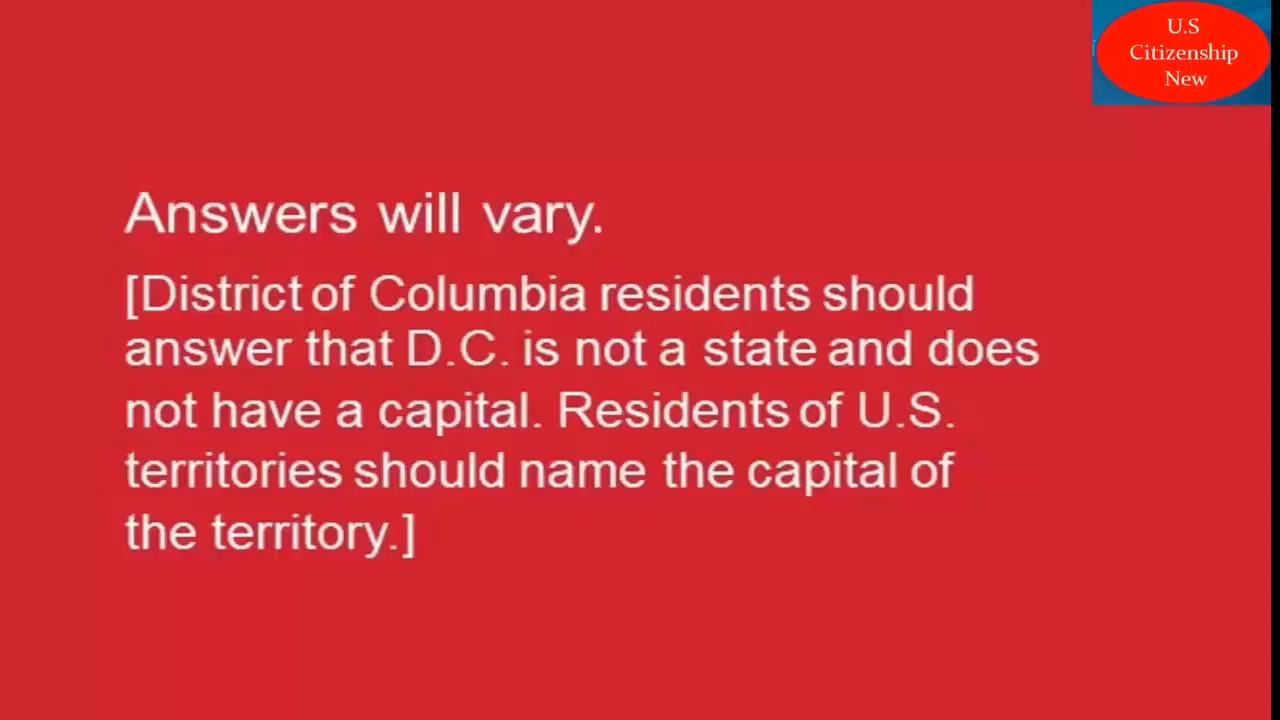 U.S
Citizenship
New
Answers will vary.
[District of Columbia residents should
answer that D.C. is not a state and does
not have a capital. Residents of U.S.
territories should name the capital of
the territory.]